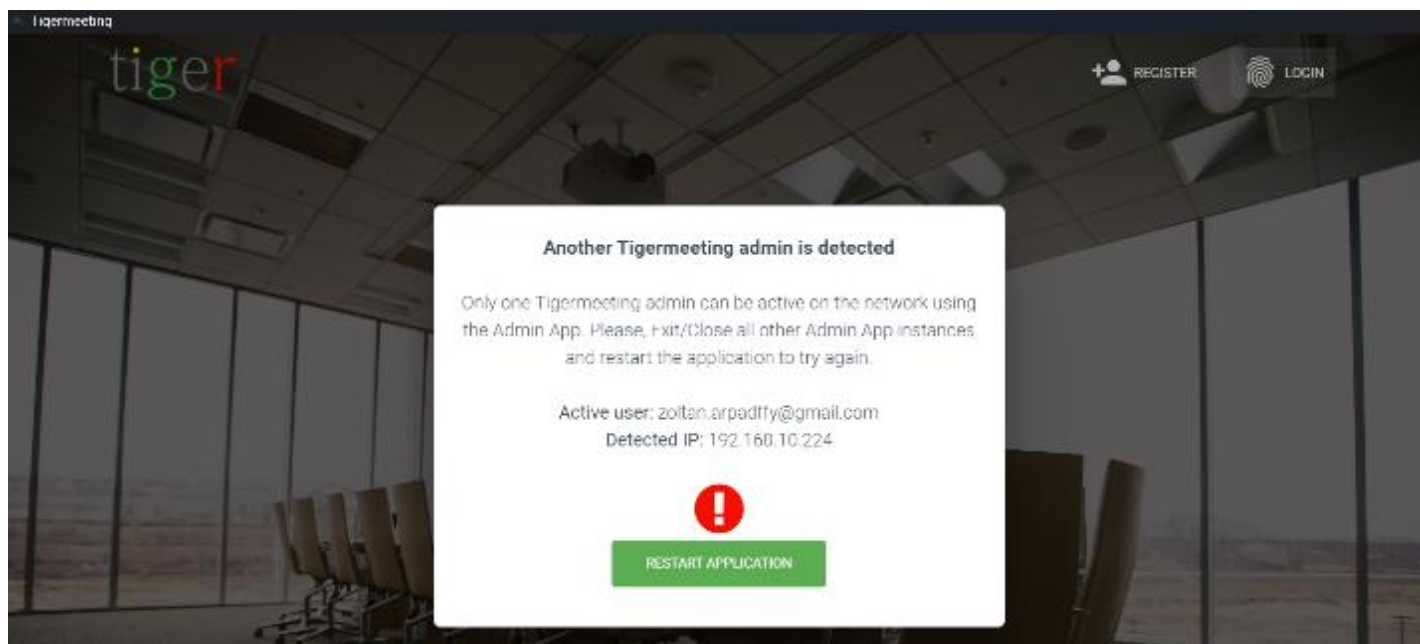 Tigermeeting
tiger
REGISTER
LOGIN
Another Tigermeeting admin is detected
Only one Tigermeeting admin can be active on the network using
the Admin App. Please, Exit/Close all other Admin App instances
and restart the application to try again.
Active user: zoltan.arpadffy@gmail.com
Detected IP: 192.168.10.224
RESTART APPLICATION